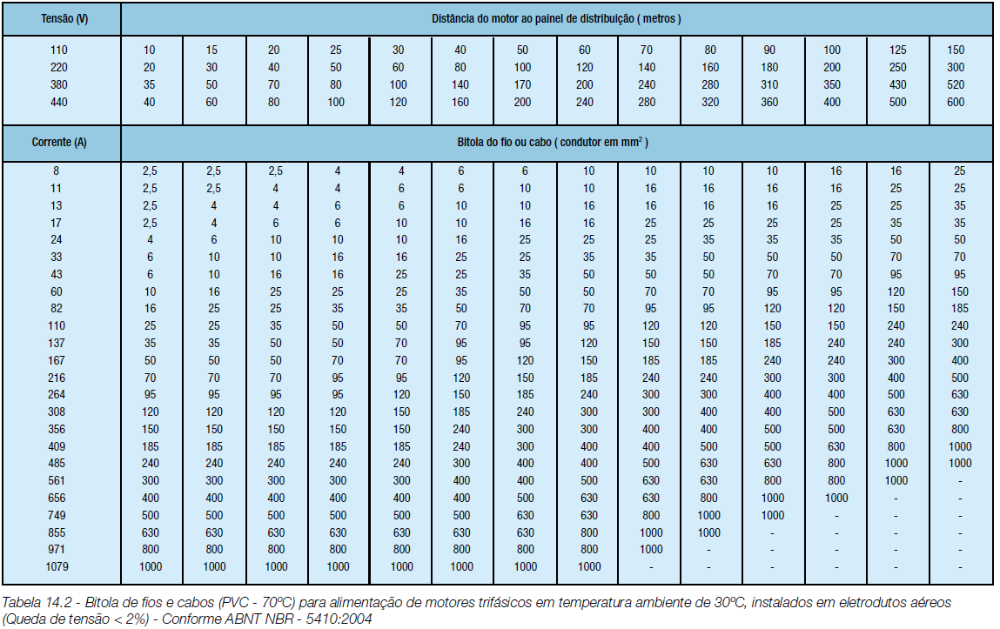 Tensão (V) Distância do motor ao painel de distribuição ( metros )
110 10 15 20 25 30 40 50 60 70 80 90 100 125 150
220 20 30 40 50 60 80 100 120 140 160 180 200 250 300
380 35 50 70 80 100 140 170 200 240 280 310 350 430 520
440 40 60 80 100 120 160 200 240 280 320 360 400 500 600
Corrente (A) Bitola do fio ou cabo ( condutor em mm² )
8 2,5 2,5 2,5 4 4 6 6 10 10 10 10 16 16 25
11 2,5 2,5 4 4 6 6 10 10 16 16 16 16 25 25
13 2,5 4 4 6 6 10 10 16 16 16 16 25 25 35
17 2,5 4 6 6 10 10 16 16 25 25 25 25 35 35
24 4 6 10 10 10 16 25 25 25 35 35 35 50 50
33 6 10 10 16 16 25 25 35 35 50 50 50 70 70
43 6 10 16 16 25 25 35 50 50 50 70 70 95 95
60 10 16 25 25 25 35 50 50 70 70 95 95 120 150
82 16 25 25 35 35 50 70 70 95 95 120 120 150 185
110 25 25 35 50 50 70 95 95 120 120 150 150 240 240
137 35 35 50 50 70 95 95 120 150 150 185 240 240 300
167 50 50 50 70 70 95 120 150 185 185 240 240 300 400
216 70 70 70 95 95 120 150 185 240 240 300 300 400 500
264 95 95 95 95 120 150 185 240 300 300 400 400 500 630
308 120 120 120 120 150 185 240 300 300 400 400 500 630 630
356 150 150 150 150 150 240 300 300 400 400 500 500 630 800
409 185 185 185 185 185 240 300 400 400 500 500 630 800 1000
485 240 240 240 240 240 300 400 400 500 630 630 800 1000 1000
561 300 300 300 300 300 400 400 500 630 630 800 800 1000 -
656 400 400 400 400 400 400 500 630 630 800 1000 1000 - -
749 500 500 500 500 500 500 630 630 800 1000 1000 - - -
855 630 630 630 630 630 630 630 800 1000 1000 - - - -
971 800 800 800 800 800 800 800 800 1000 - - - - -
1079 1000 1000 1000 1000 1000 1000 1000 1000 - - - - - -
Tabela 14.2 - Bitola de fios e cabos (PVC - 70ºC) para alimentação de motores trifásicos em temperatura ambiente de 30ºC, instalados em eletrodutos aéreos
(Queda de tensão < 2%) - Conforme ABNT NBR - 5410:2004